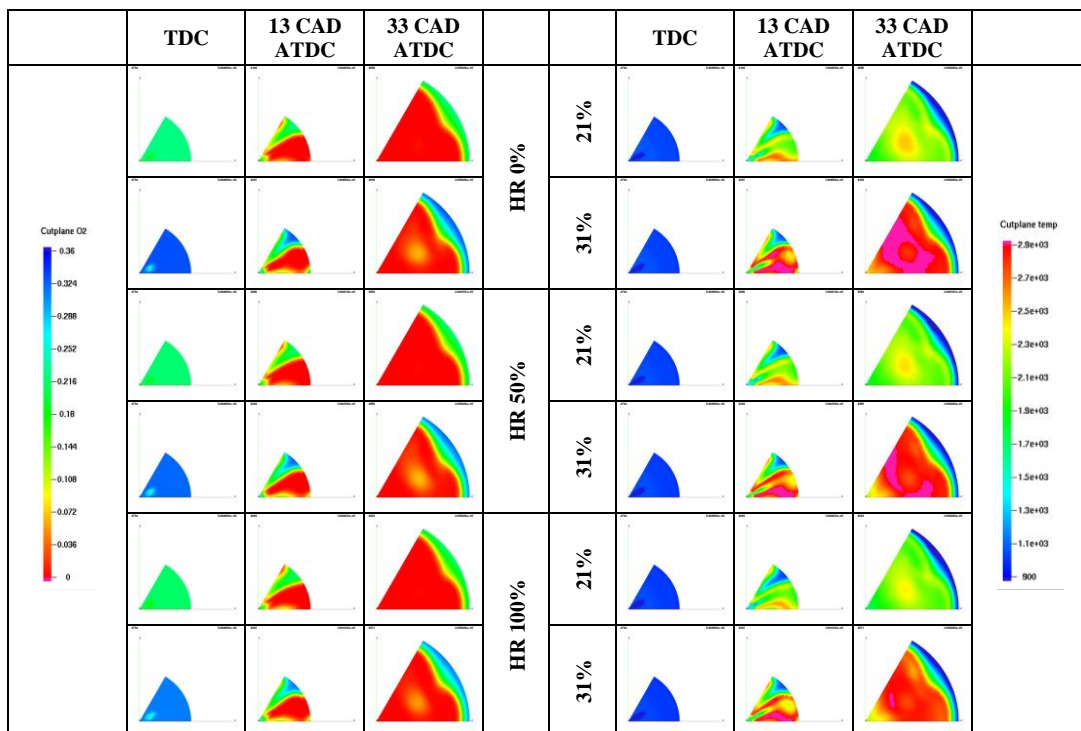 TDC
13 CAD
ATDC
33 CAD
ATDC
TDC
13 CAD
ATDC
33 CAD
ATDC
Cutplane O2
0.36
0.324
0.288
0.252
0.216
0.18
0.144
0.108
0.072
0.036
0
HR 0%
HR 50%
HR 100%
21%
31%
21%
31%
21%
31%
Cutplane temp
2.9e+03
2.7e+03
2.5e+03
2.3e+03
2.1e+03
1.9e+03
1.7e+03
1.5e+03
1.3e+03
1.1e+03
900